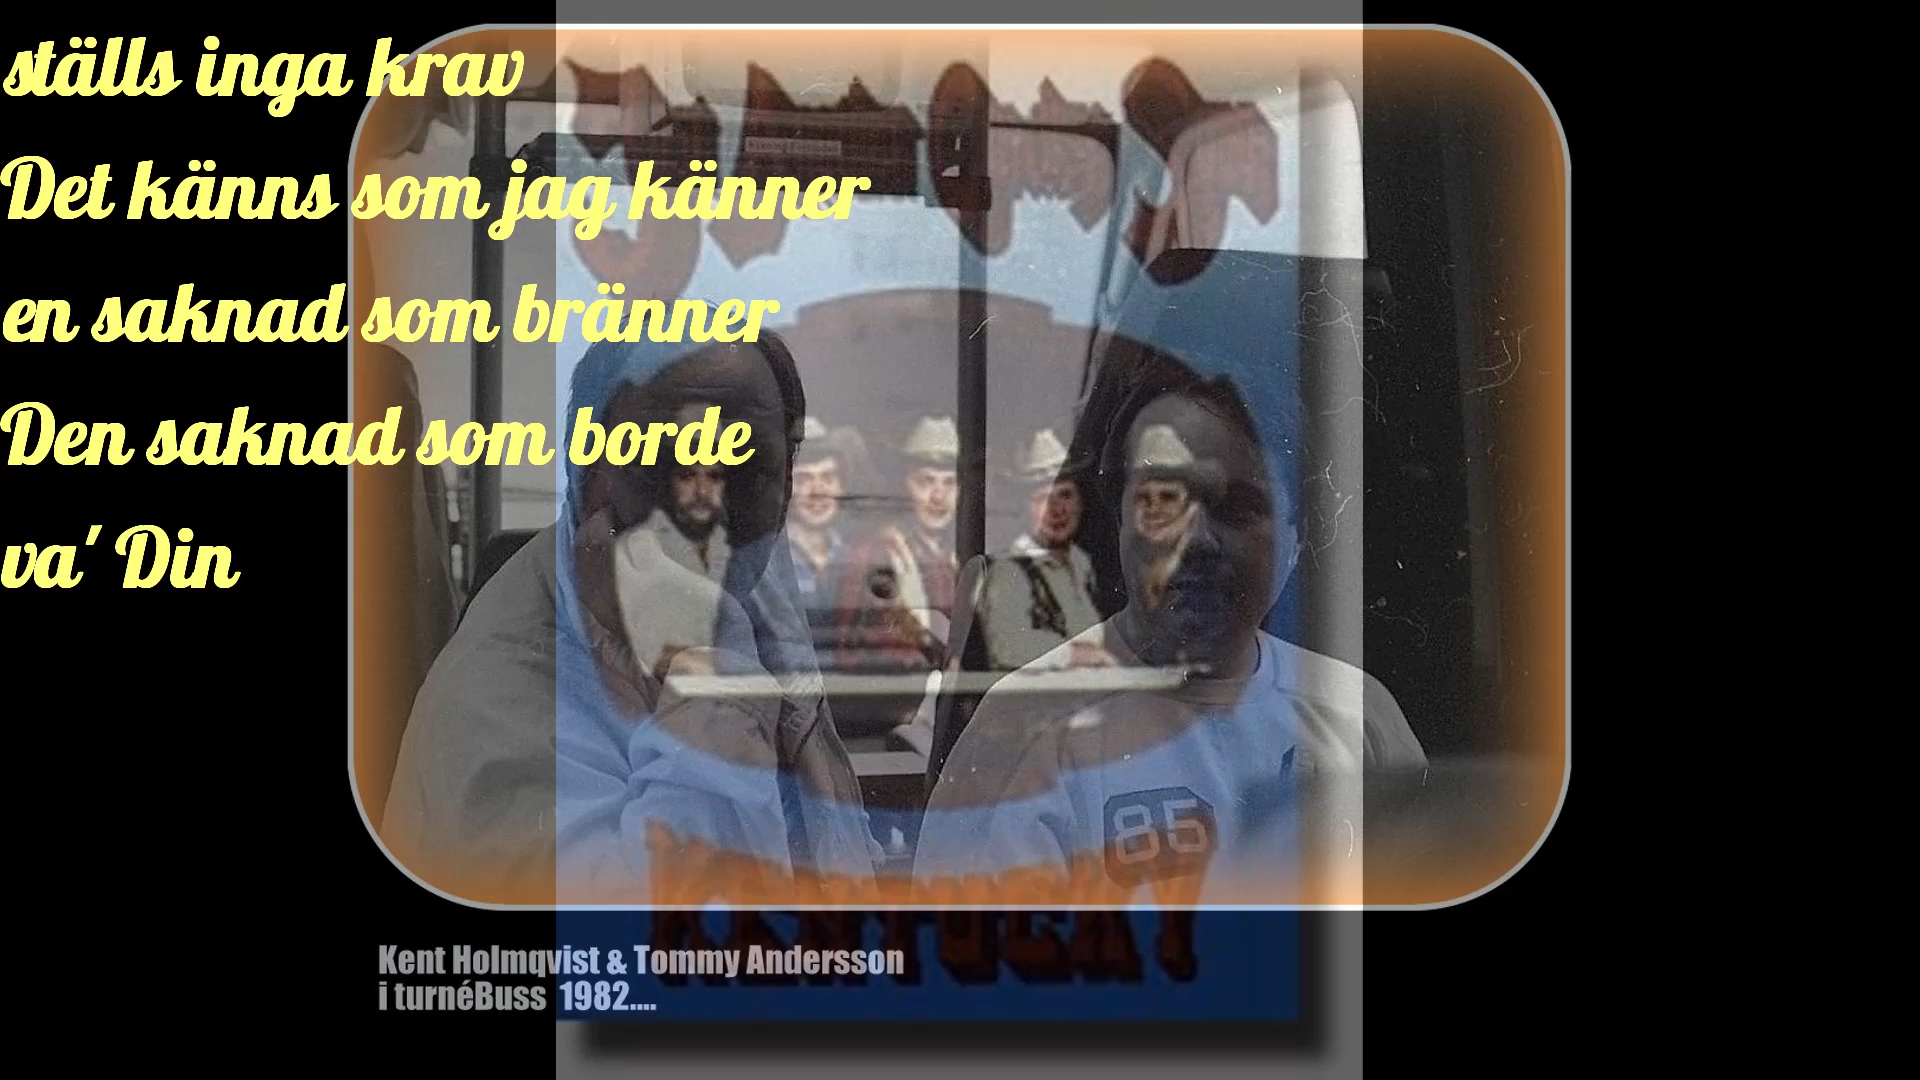 ställs inga krav
Det känns som jag känner
en saknad som bränner
Den saknad som borde
va' Din
85
KENTUCKY
Kent Holmqvist & Tommy Andersson
i turnéBuss 1982....